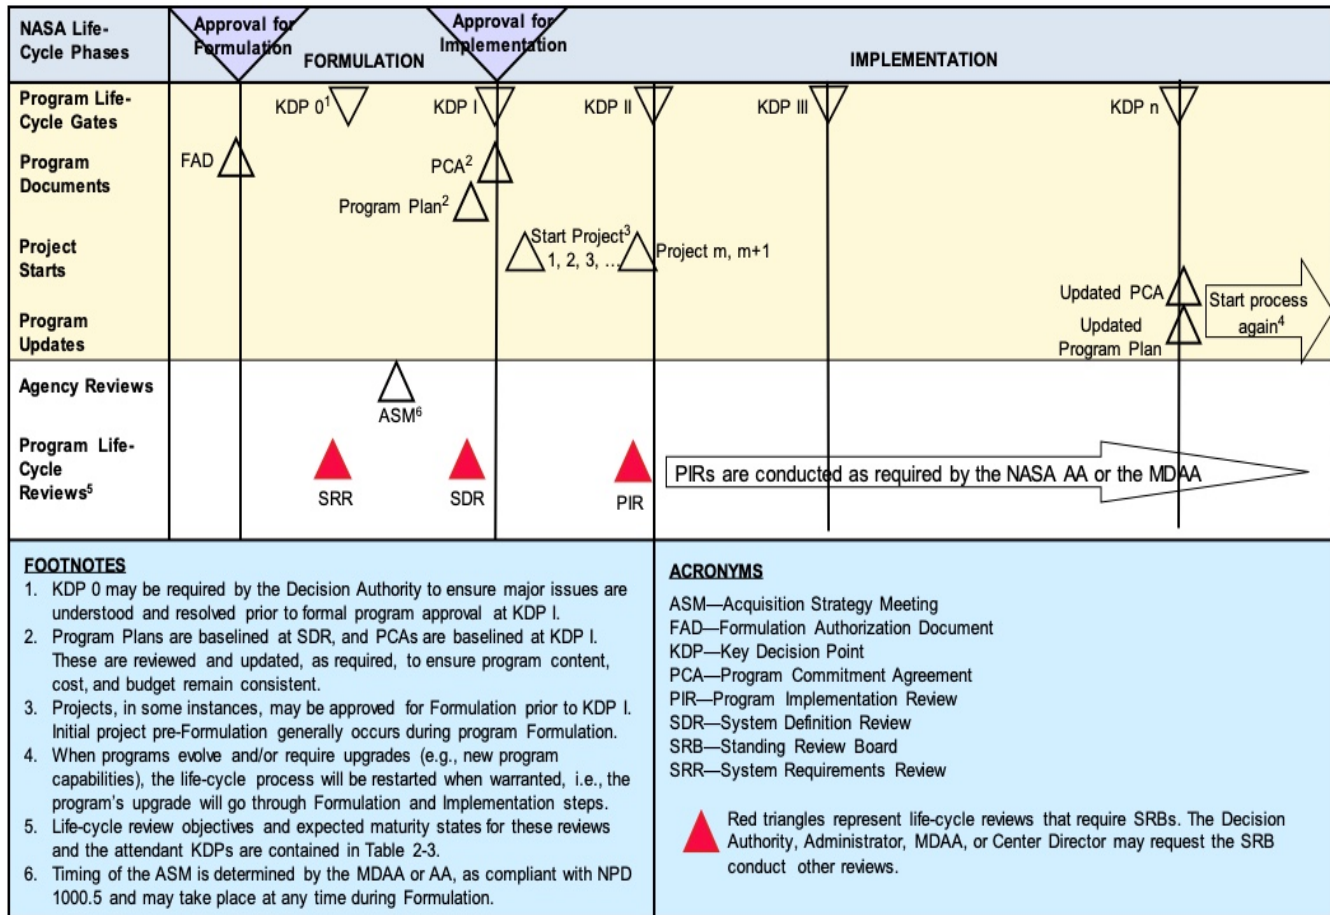 NASA Life-
Cycle Phases
Approval for
Formulation
FORMULATION
Approval for
Implementation
IMPLEMENTATION
Program Life-
Cycle Gates
KDP 0¹
KDP I
KDP II
KDP III
KDP n
Program
Documents
FAD
PCA²
Program Plan²
Project
Starts
Start Project³
1, 2, 3, …
Project m, m+1
Program
Updates
Updated PCA
Updated
Program Plan
Start process
again⁴
Agency Reviews
ASM⁶
Program Life-
Cycle
Reviews⁵
SRR
SDR
PIR
PIRs are conducted as required by the NASA AA or the MDAA
FOOTNOTES
1. KDP 0 may be required by the Decision Authority to ensure major issues are
understood and resolved prior to formal program approval at KDP I.
2. Program Plans are baselined at SDR, and PCAs are baselined at KDP I.
These are reviewed and updated, as required, to ensure program content,
cost, and budget remain consistent.
3. Projects, in some instances, may be approved for Formulation prior to KDP I.
Initial project pre-Formulation generally occurs during program Formulation.
4. When programs evolve and/or require upgrades (e.g., new program
capabilities), the life-cycle process will be restarted when warranted, i.e., the
program's upgrade will go through Formulation and Implementation steps.
5. Life-cycle review objectives and expected maturity states for these reviews
and the attendant KDPs are contained in Table 2-3.
6. Timing of the ASM is determined by the MDAA or AA, as compliant with NPD
1000.5 and may take place at any time during Formulation.
ACRONYMS
ASM—Acquisition Strategy Meeting
FAD—Formulation Authorization Document
KDP—Key Decision Point
PCA—Program Commitment Agreement
PIR—Program Implementation Review
SDR—System Definition Review
SRB—Standing Review Board
SRR—System Requirements Review
Red triangles represent life-cycle reviews that require SRBs. The Decision
Authority, Administrator, MDAA, or Center Director may request the SRB
conduct other reviews.